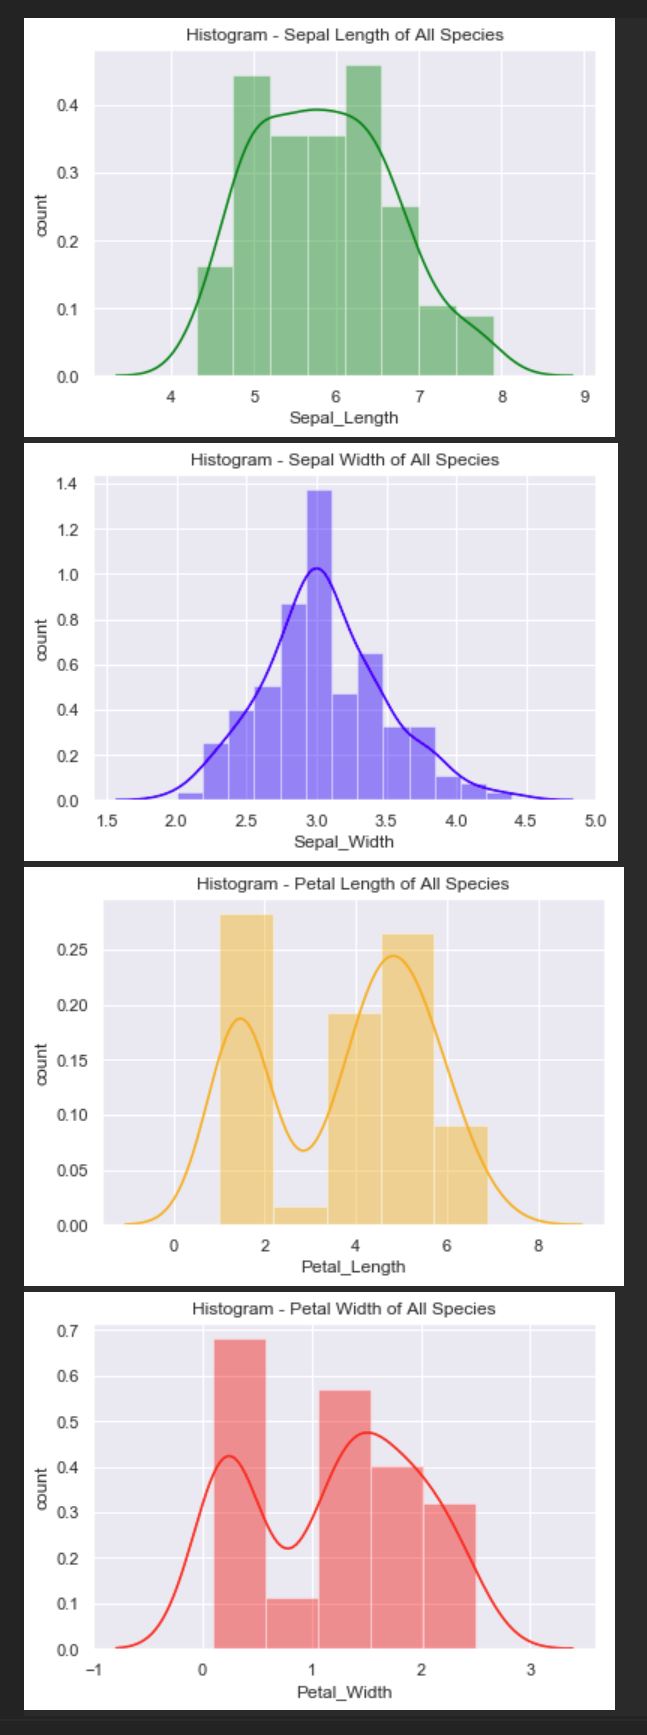 Histogram - Sepal Length of All Species
0.4
0.3
0.2
0.1
0.0
count
4 5 6 7 8 9
Sepal_Length
Histogram - Sepal Width of All Species
1.4
1.2
1.0
0.8
0.6
0.4
0.2
0.0
count
1.5 2.0 2.5 3.0 3.5 4.0 4.5 5.0
Sepal_Width
Histogram - Petal Length of All Species
0.25
0.20
0.15
0.10
0.05
0.00
count
0 2 4 6 8
Petal_Length
Histogram - Petal Width of All Species
0.7
0.6
0.5
0.4
0.3
0.2
0.1
0.0
count
−1 0 1 2 3
Petal_Width